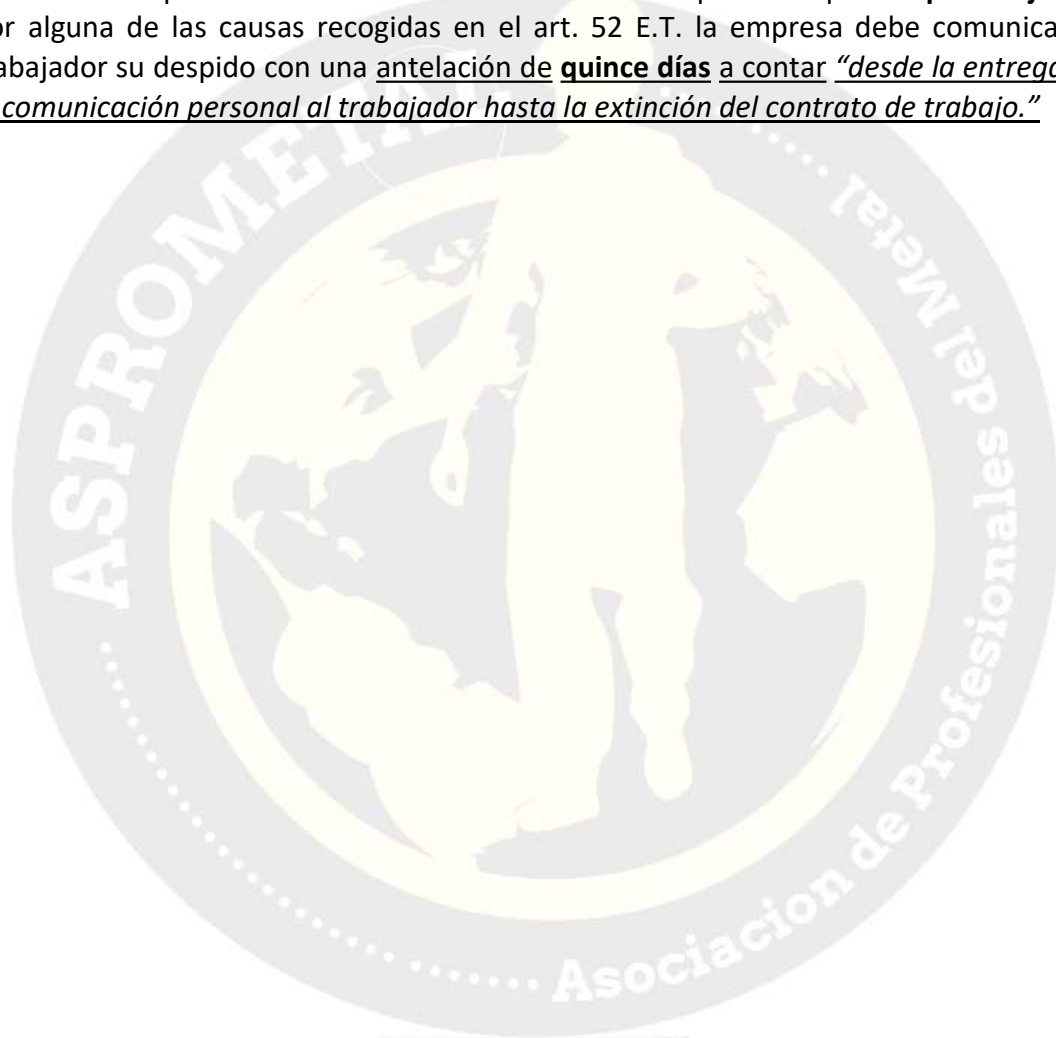 or alguna de las causas recogidas en el art. 52 E.T. la empresa debe comunica
abajador su despido con una antelación de quince días a contar "desde la entrega
comunicación personal al trabajador hasta la extinción del contrato de trabajo."
ASPROMETAL
Asociacion de Profesionales del Metal